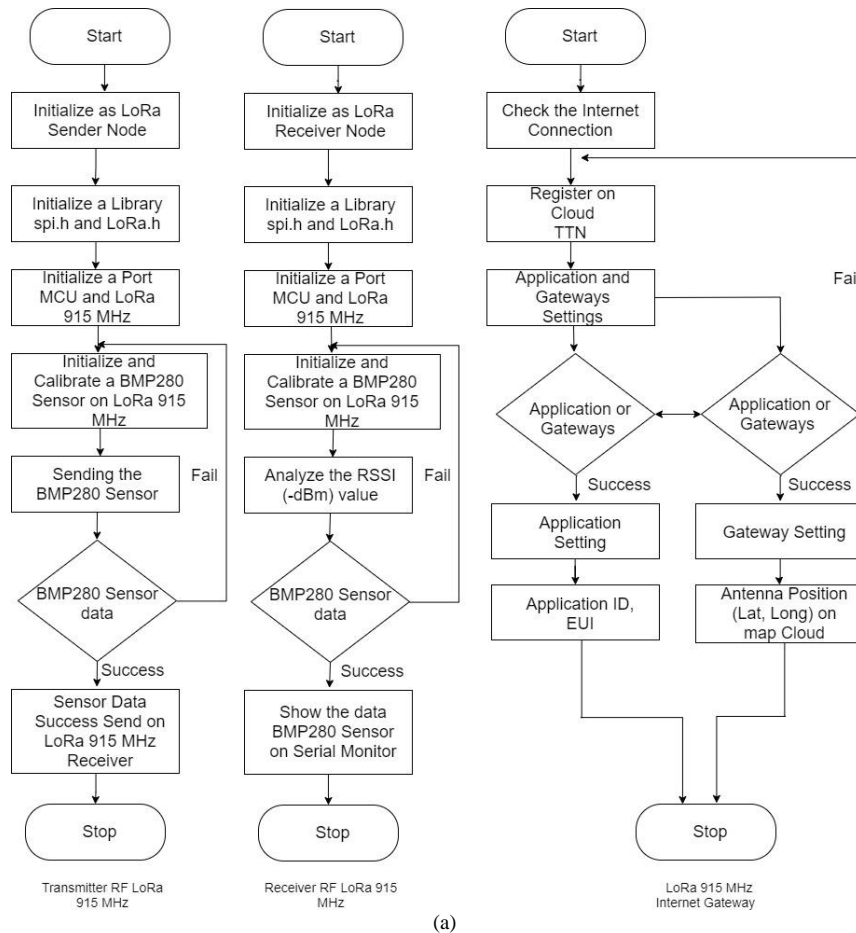 Start
Initialize as LoRa
Sender Node
Initialize a Library
spi.h and LoRa.h
Initialize a Port
MCU and LoRa
915 MHz
Initialize and
Calibrate a BMP280
Sensor on LoRa 915
MHz
Sending the
BMP280 Sensor
Fail
BMP280 Sensor
data
Success
Sensor Data
Success Send on
LoRa 915 MHz
Receiver
Stop
Transmitter RF LoRa
915 MHz
Start
Initialize as LoRa
Receiver Node
Initialize a Library
spi.h and LoRa.h
Initialize a Port
MCU and LoRa
915 MHz
Initialize and
Calibrate a BMP280
Sensor on LoRa 915
MHz
Analyze the RSSI
(-dBm) value
Fail
BMP280 Sensor
data
Success
Show the data
BMP280 Sensor
on Serial Monitor
Stop
Receiver RF LoRa 915
MHz
Start
Check the Internet
Connection
Register on
Cloud
TTN
Application and
Gateways
Settings
Fail
Application or
Gateways
Application or
Gateways
Success
Success
Application
Setting
Gateway Setting
Application ID,
EUI
Antenna Position
(Lat, Long) on
map Cloud
Stop
LoRa 915 MHz
Internet Gateway
(a)